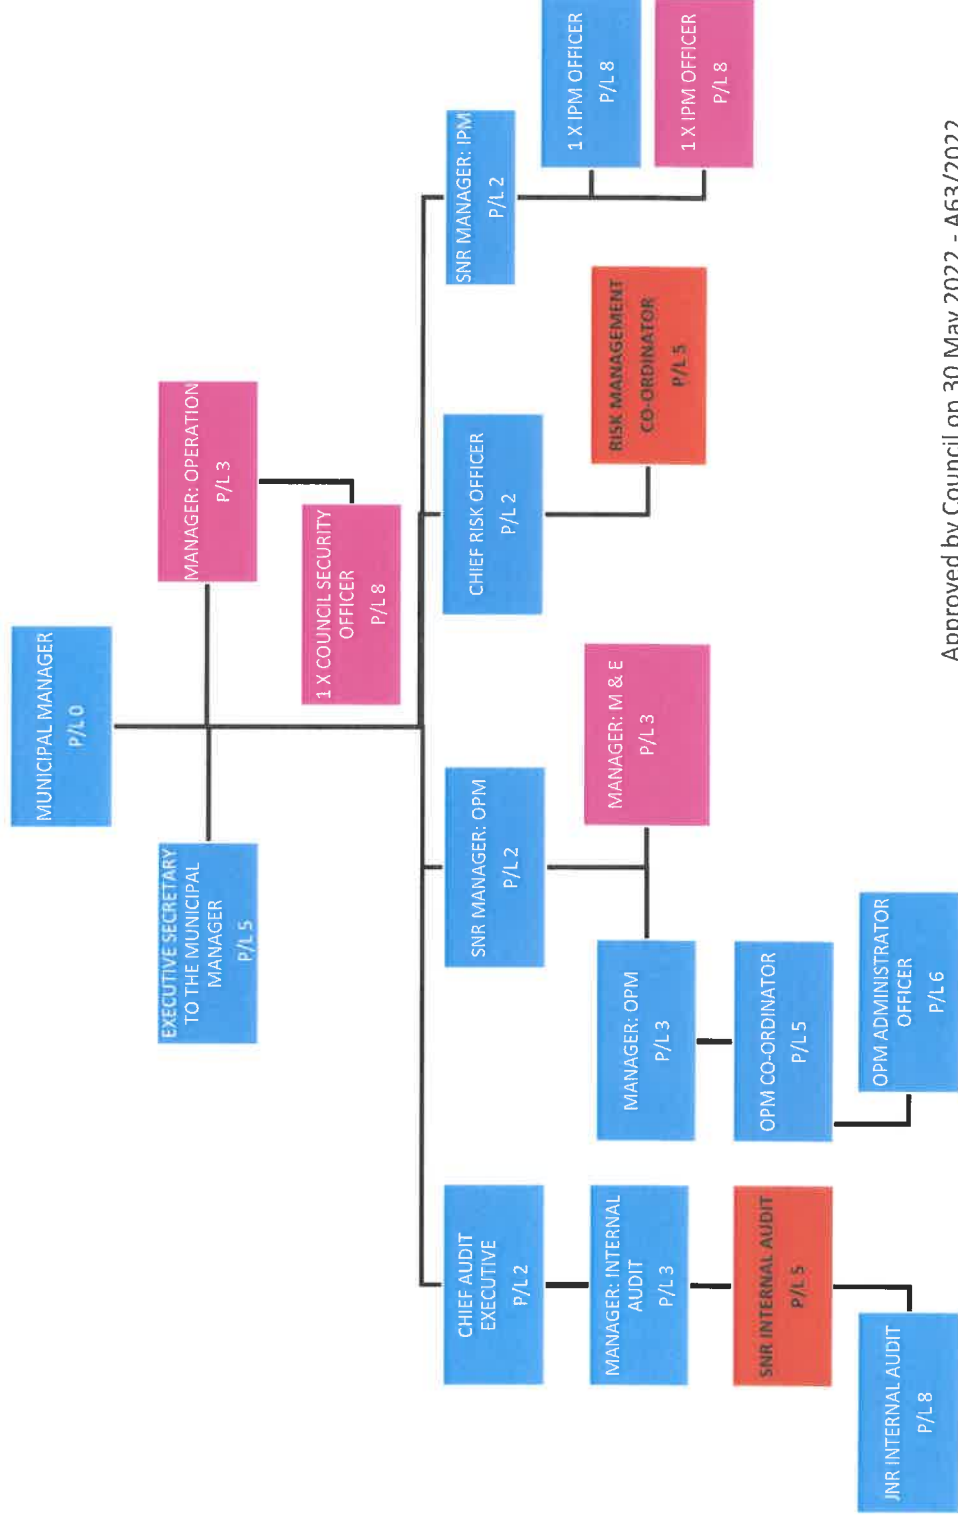 MUNICIPAL MANAGER
P/L 0
EXECUTIVE SECRETARY
TO THE MUNICIPAL
MANAGER
P/L 5
MANAGER: OPERATION
P/L 3
1 X COUNCIL SECURITY
OFFICER
P/L 8
CHIEF AUDIT
EXECUTIVE
P/L 2
SNR MANAGER: OPM
P/L 2
CHIEF RISK OFFICER
P/L 2
SNR MANAGER: IPM
P/L 2
MANAGER: INTERNAL
AUDIT
P/L 3
MANAGER: OPM
P/L 3
MANAGER: M & E
P/L 3
RISK MANAGEMENT
CO-ORDINATOR
P/L 5
1 X IPM OFFICER
P/L 8
1 X IPM OFFICER
P/L 8
SNR INTERNAL AUDIT
P/L 5
OPM CO-ORDINATOR
P/L 5
JNR INTERNAL AUDIT
P/L 8
OPM ADMINISTRATOR
OFFICER
P/L 6
Approved by Council on 30 May 2022 - A63/2022